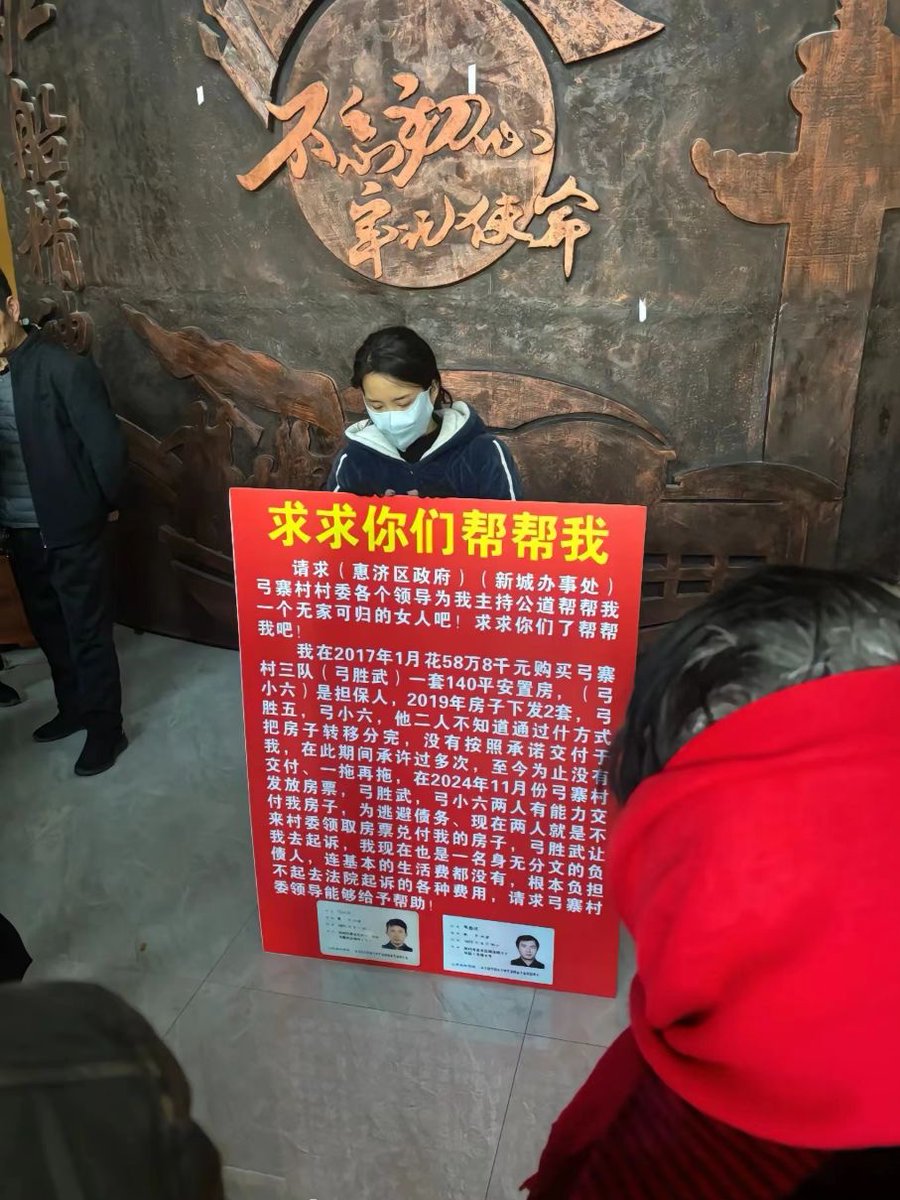 不忘初心
牢记使命
船精
求求你们帮帮我
请求（惠济区政府）（新城办事处）
弓寨村村委各个领导为我主持公道帮帮我
一个无家可归的女人吧！求求你们了帮帮
我吧！
我在2017年1月花58万8千元购买弓寨
村三队（弓胜武）一套140平安置房，（弓
小六）是担保人，2019年房子下发2套，弓
胜五，弓小六，他二人不知道通过什方式
把房子转移分完，没有按照承诺交付于
我，在此期间承许过多次，至今为止没有
交付、一拖再拖，在2024年11月份弓寨村
发放房票，弓胜武，弓小六两人有能力交
付我房子，为逃避债务、现在两人就是不
来村委领取房票兑付我的房子，弓胜武让
我去起诉，我现在也是一名身无分文的负
债人，连基本的生活费都没有，根本负担
不起去法院起诉的各种费用，请求弓寨村
委领导能够给予帮助！